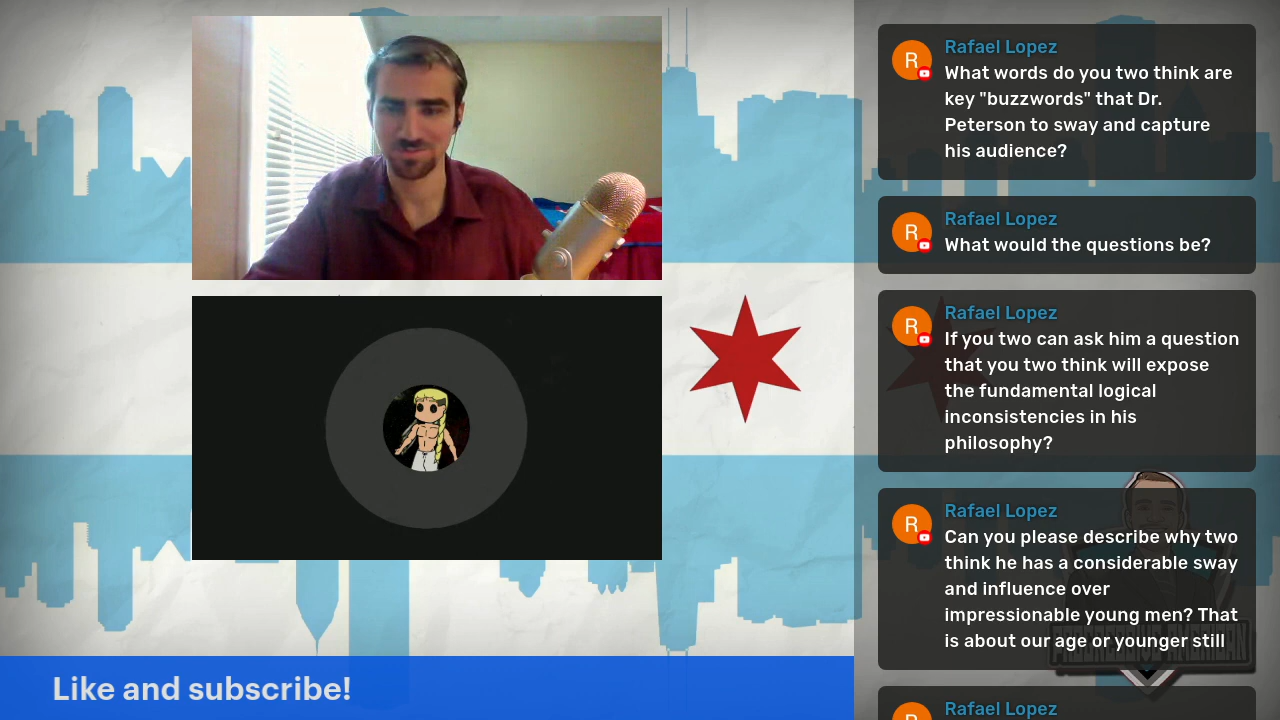 Rafael Lopez
What words do you two think are
key "buzzwords" that Dr.
Peterson to sway and capture
his audience?
Rafael Lopez
What would the questions be?
Rafael Lopez
If you two can ask him a question
that you two think will expose
the fundamental logical
inconsistencies in his
philosophy?
Rafael Lopez
Can you please describe why two
think he has a considerable sway
and influence over
impressionable young men? That
is about our age or younger still
PROGRESSIVE AMERICAN
Rafael Lopez
Like and subscribe!